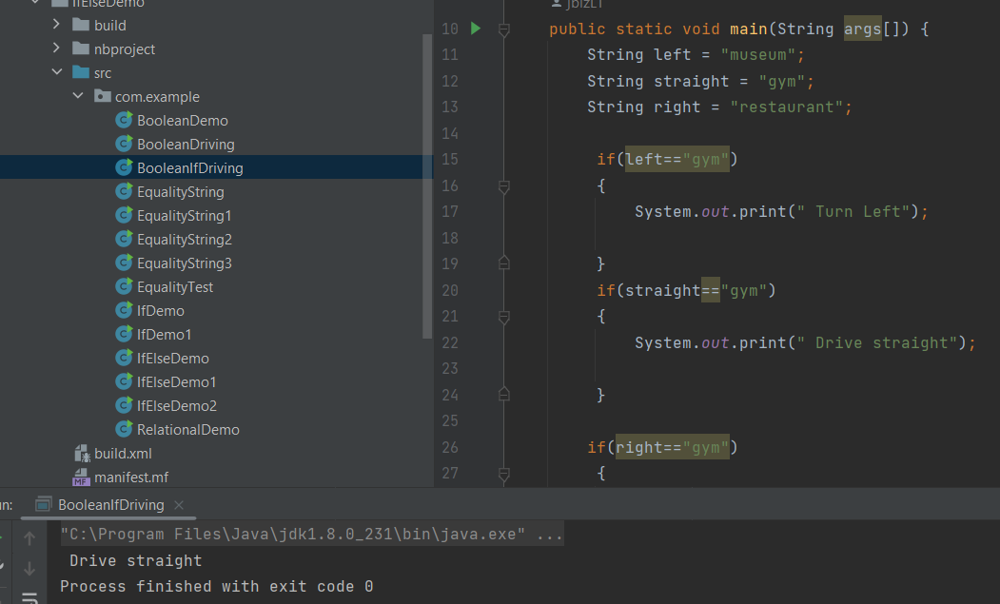 IfElseDemo
build
nbproject
src
com.example
BooleanDemo
BooleanDriving
BooleanIfDriving
EqualityString
EqualityString1
EqualityString2
EqualityString3
EqualityTest
IfDemo
IfDemo1
IfElseDemo
IfElseDemo1
IfElseDemo2
RelationalDemo
build.xml
MF manifest.mf
10 public static void main(String args[]) {
11 String left = "museum";
12 String straight = "gym";
13 String right = "restaurant";
14
15 if(left=="gym")
16 {
17 System.out.print(" Turn Left");
18
19 }
20 if(straight=="gym")
21 {
22 System.out.print(" Drive straight");
23
24 }
25
26 if(right=="gym")
27 {
BooleanIfDriving
"C:\Program Files\Java\jdk1.8.0_231\bin\java.exe" ...
Drive straight
Process finished with exit code 0